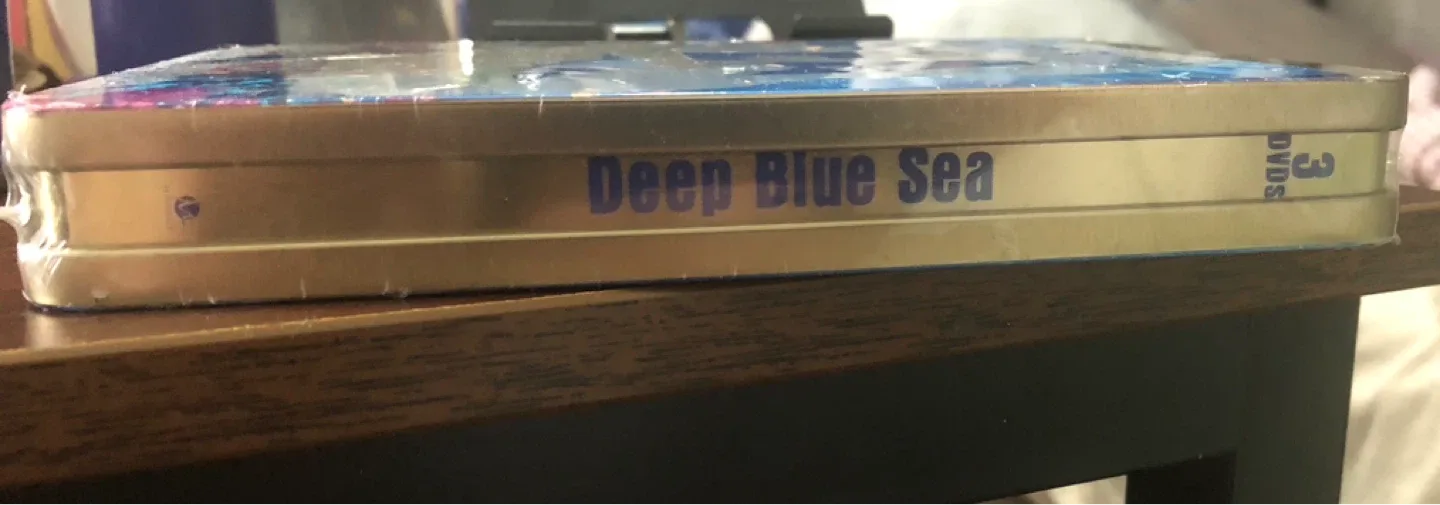 Deep Blue Sea
3
DVDS